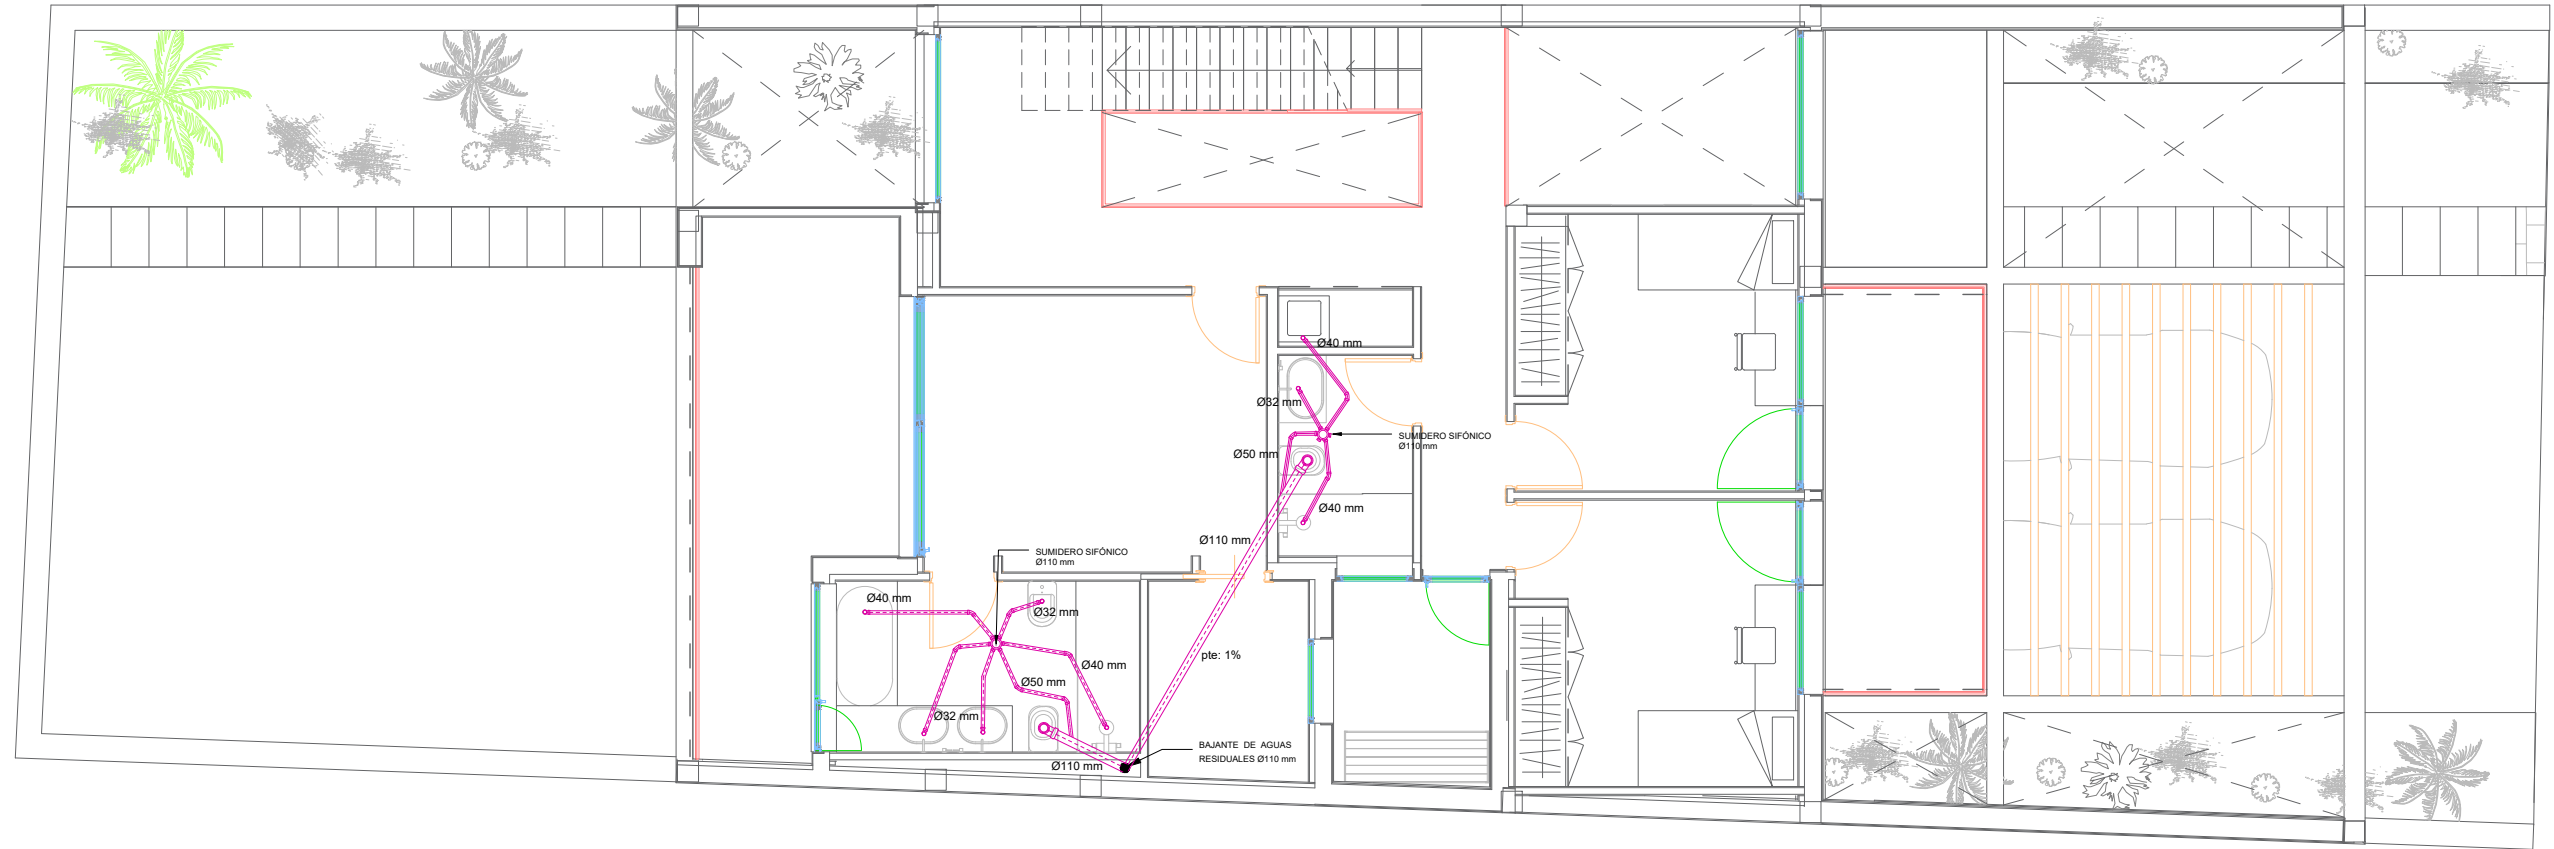 Ø40 mm
Ø32 mm
SUMIDERO SIFÓNICO
Ø110 mm
Ø50 mm
Ø40 mm
Ø110 mm
SUMIDERO SIFÓNICO
Ø110 mm
Ø40 mm
Ø32 mm
pte: 1%
Ø40 mm
Ø50 mm
Ø32 mm
BAJANTE DE AGUAS
RESIDUALES Ø110 mm
Ø110 mm